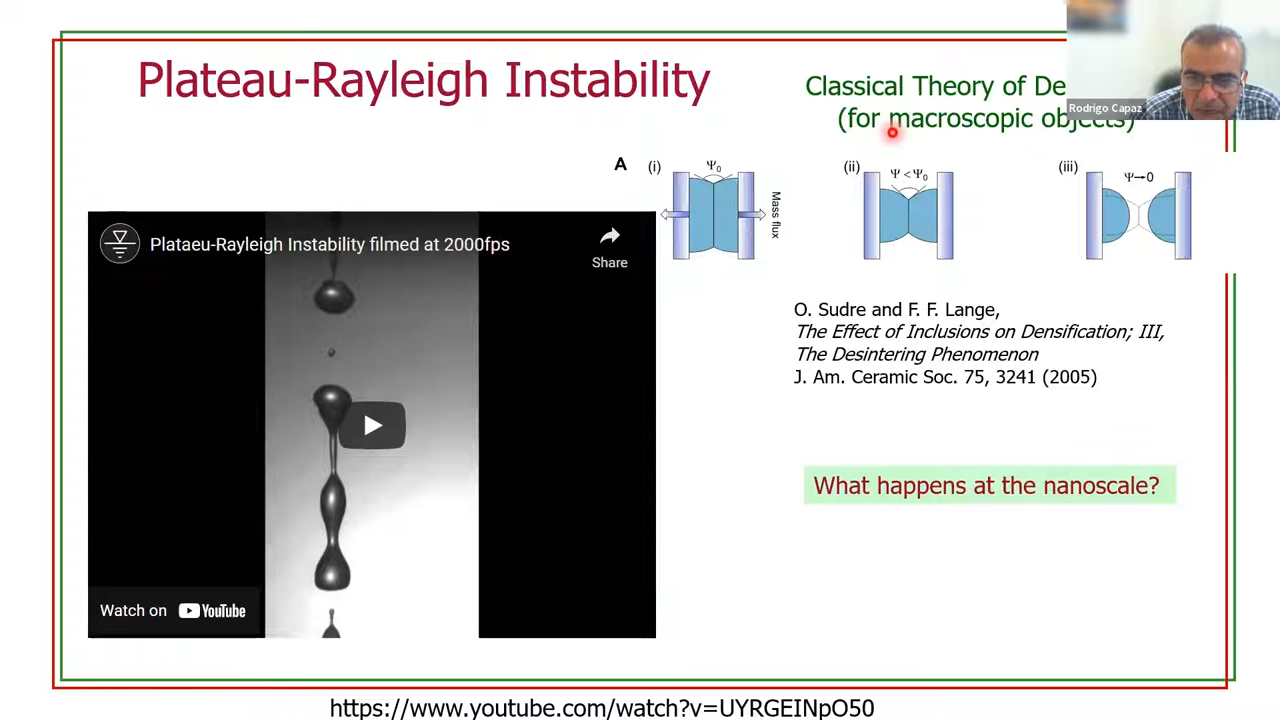 Plateau-Rayleigh Instability
Classical Theory of
(for macroscopic objects)
Rodrigo Capaz
A
(i)
Ψ₀
Mass flux
(ii)
Ψ < Ψ₀
(iii)
Ψ→0
Plataeu-Rayleigh Instability filmed at 2000fps
Share
Watch on YouTube
O. Sudre and F. F. Lange,
The Effect of Inclusions on Densification; III,
The Desintering Phenomenon
J. Am. Ceramic Soc. 75, 3241 (2005)
What happens at the nanoscale?
https://www.youtube.com/watch?v=UYRGEINpO50